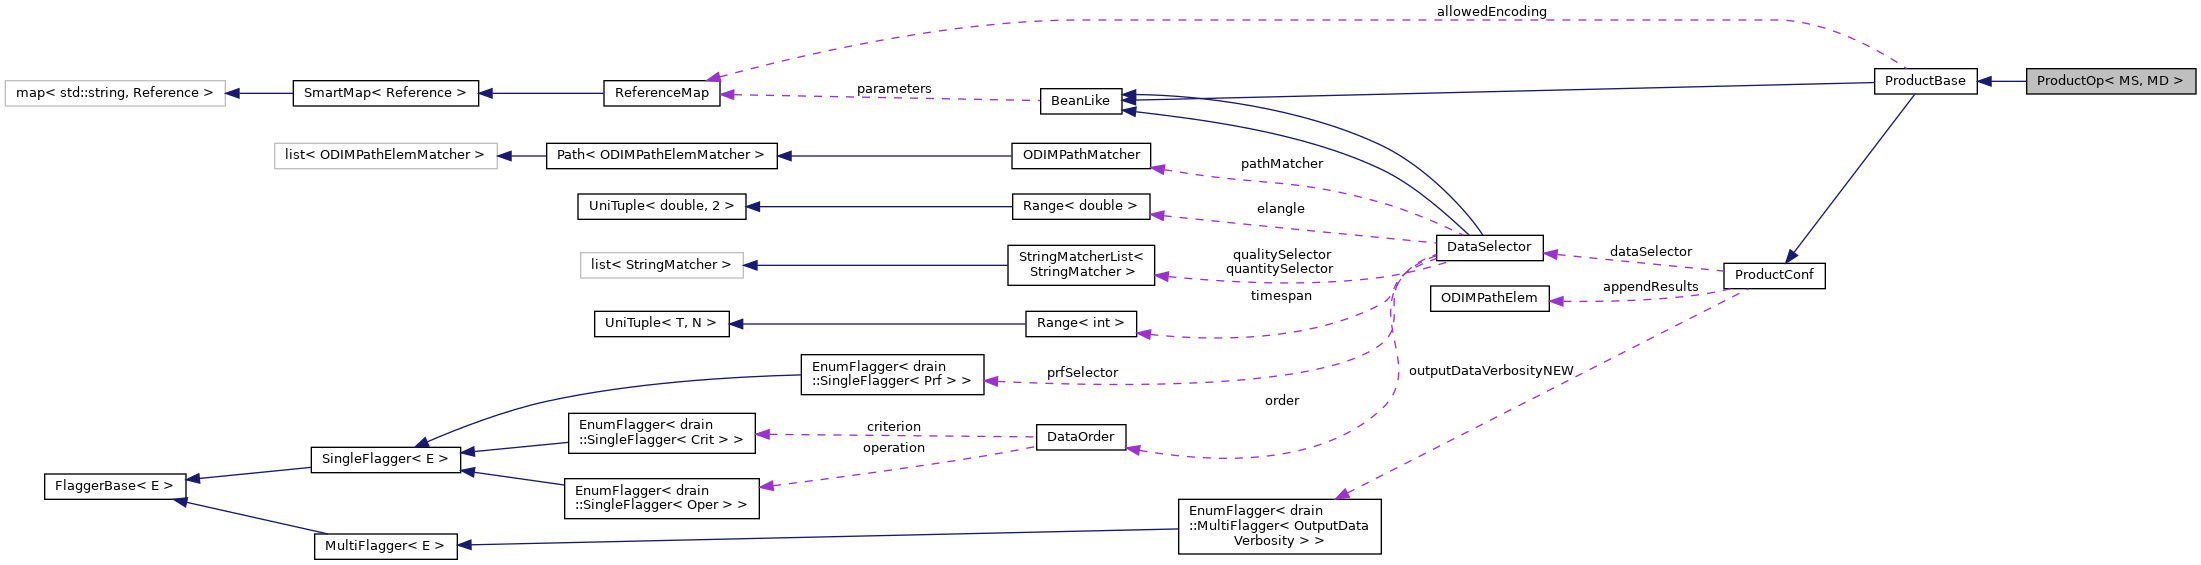 allowedEncoding
map< std::string, Reference >
SmartMap< Reference >
ReferenceMap
parameters
BeanLike
ProductBase
ProductOp< MS, MD >
list< ODIMPathElemMatcher >
Path< ODIMPathElemMatcher >
ODIMPathMatcher
pathMatcher
UniTuple< double, 2 >
Range< double >
elangle
list< StringMatcher >
StringMatcherList<
StringMatcher >
qualitySelector
quantitySelector
DataSelector
dataSelector
ProductConf
appendResults
ODIMPathElem
timespan
UniTuple< T, N >
Range< int >
EnumFlagger< drain
::SingleFlagger< Prf > >
prfSelector
outputDataVerbosityNEW
order
EnumFlagger< drain
::SingleFlagger< Crit > >
criterion
operation
DataOrder
SingleFlagger< E >
FlaggerBase< E >
EnumFlagger< drain
::SingleFlagger< Oper > >
MultiFlagger< E >
EnumFlagger< drain
::MultiFlagger< OutputData
Verbosity > >